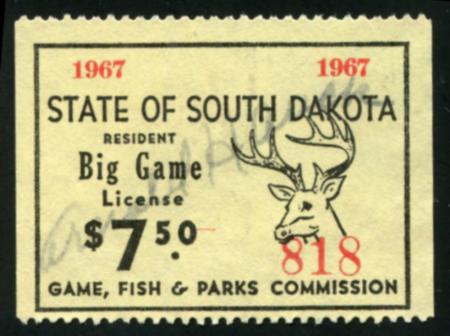 1967 1967
STATE OF SOUTH DAKOTA
RESIDENT
Big Game
License
$7.50
818
GAME, FISH & PARKS COMMISSION